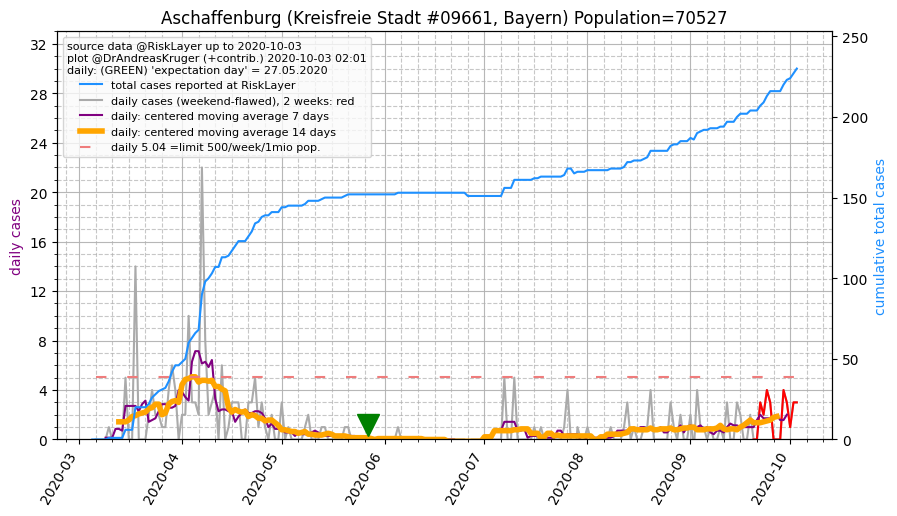 Aschaffenburg (Kreisfreie Stadt #09661, Bayern) Population=70527
source data @RiskLayer up to 2020-10-03
plot @DrAndreasKruger (+contrib.) 2020-10-03 02:01
daily: (GREEN) 'expectation day' = 27.05.2020
total cases reported at RiskLayer
daily cases (weekend-flawed), 2 weeks: red
daily: centered moving average 7 days
daily: centered moving average 14 days
daily 5.04 =limit 500/week/1mio pop.
daily cases
32
28
24
20
16
12
8
4
0
cumulative total cases
250
200
150
100
50
0
2020-03
2020-04
2020-05
2020-06
2020-07
2020-08
2020-09
2020-10